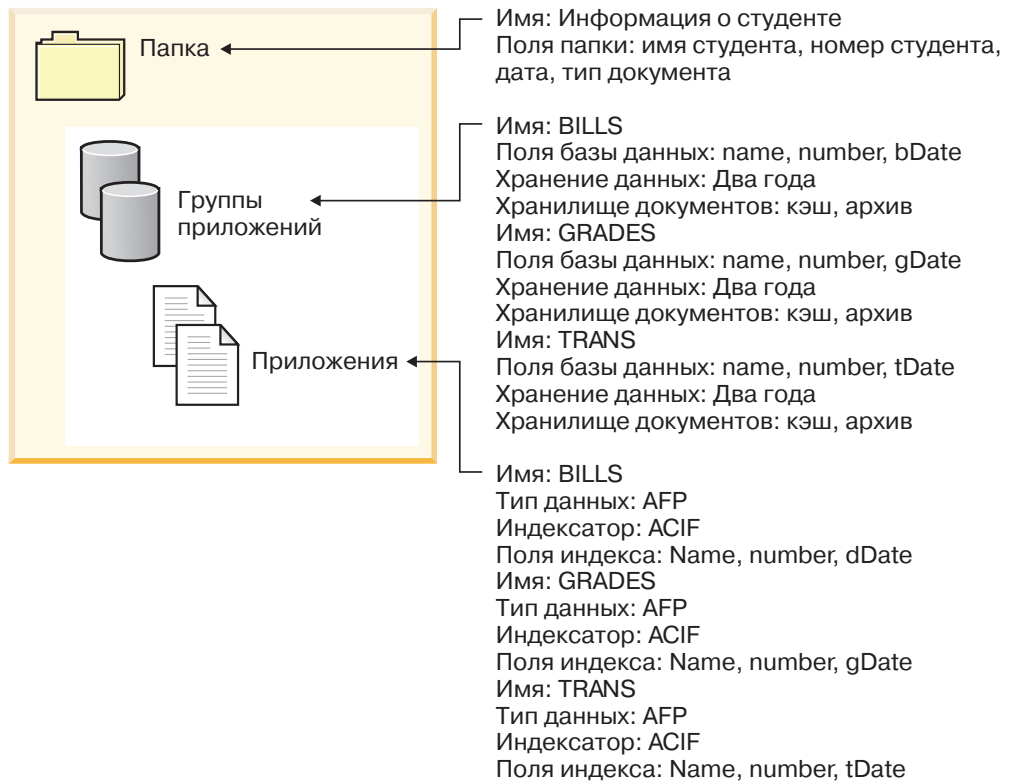 Папка
Имя: Информация о студенте
Поля папки: имя студента, номер студента,
дата, тип документа
Группы
приложений
Имя: BILLS
Поля базы данных: name, number, bDate
Хранение данных: Два года
Хранилище документов: кэш, архив
Имя: GRADES
Поля базы данных: name, number, gDate
Хранение данных: Два года
Хранилище документов: кэш, архив
Имя: TRANS
Поля базы данных: name, number, tDate
Хранение данных: Два года
Хранилище документов: кэш, архив
Приложения
Имя: BILLS
Тип данных: AFP
Индексатор: ACIF
Поля индекса: Name, number, dDate
Имя: GRADES
Тип данных: AFP
Индексатор: ACIF
Поля индекса: Name, number, gDate
Имя: TRANS
Тип данных: AFP
Индексатор: ACIF
Поля индекса: Name, number, tDate